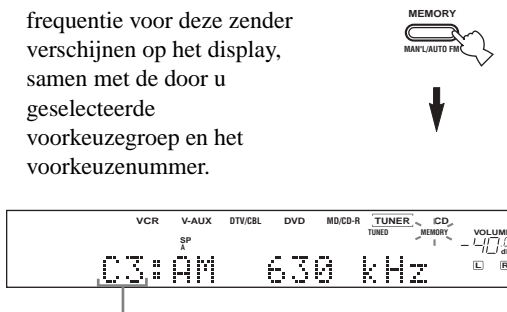 frequentie voor deze zender
verschijnen op het display,
samen met de door u
geselecteerde
voorkeuzegroep en het
voorkeuzenummer.
MEMORY
MAN'L/AUTO FM
VCR V-AUX DTV/CBL DVD MD/CD-R TUNER CD
SP A TUNED MEMORY VOLUME
C3:AM 630 kHz
L R